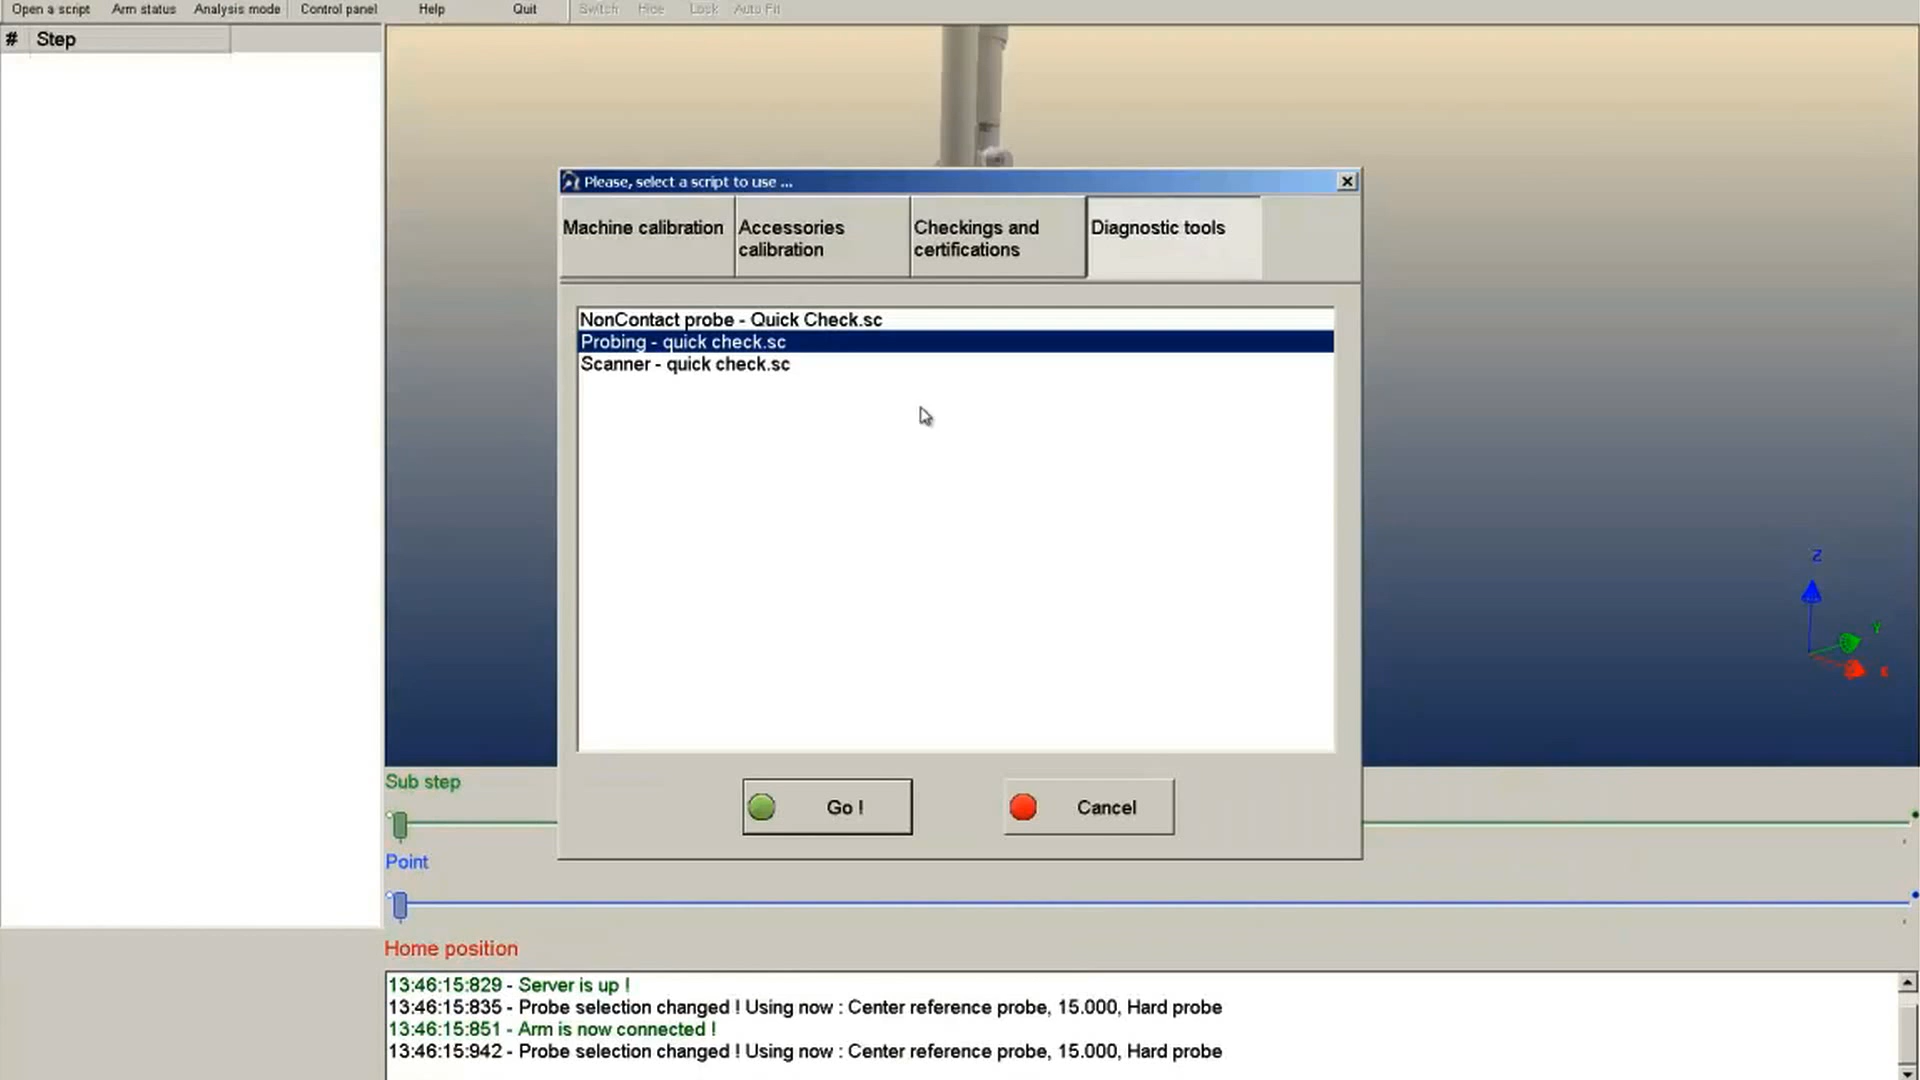 Open a script Arm status Analysis mode Control panel Help Quit Switch Hide Lock Auto Fit
# Step
Please, select a script to use ...
Machine calibration
Accessories calibration
Checkings and certifications
Diagnostic tools
NonContact probe - Quick Check.sc
Probing - quick check.sc
Scanner - quick check.sc
Go !
Cancel
Z
Y
X
Sub step
Point
Home position
13:46:15:829 - Server is up !
13:46:15:835 - Probe selection changed ! Using now : Center reference probe, 15.000, Hard probe
13:46:15:851 - Arm is now connected !
13:46:15:942 - Probe selection changed ! Using now : Center reference probe, 15.000, Hard probe